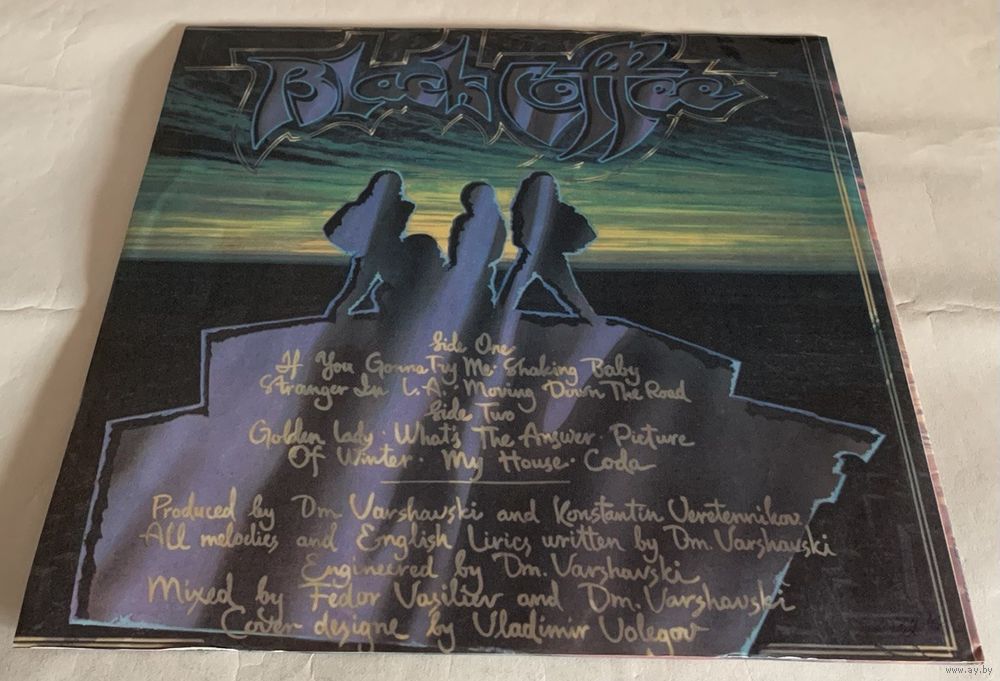 Black Coffee
Side One
If You Gonna Try Me · Shaking Baby
Stranger In L.A. · Moving Down The Road
Side Two
Golden Lady · What's The Answer · Picture
Of Winter · My House · Coda
Produced by Dm. Varshavski and Konstantin Veretennikov
All melodies and English Lirics written by Dm. Varshavski
Engineered by Dm. Varshavski
Mixed by Fedor Vasiliev and Dm. Varshavski
Cover designe by Vladimir Volegov
www.ay.by